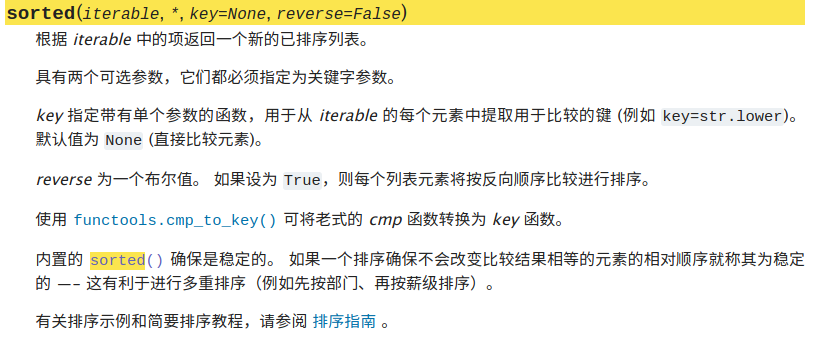 sorted(iterable, *, key=None, reverse=False)
根据 iterable 中的项返回一个新的已排序列表。
具有两个可选参数，它们都必须指定为关键字参数。
key 指定带有单个参数的函数，用于从 iterable 的每个元素中提取用于比较的键 (例如 key=str.lower)。
默认值为 None (直接比较元素)。
reverse 为一个布尔值。 如果设为 True，则每个列表元素将按反向顺序比较进行排序。
使用 functools.cmp_to_key() 可将老式的 cmp 函数转换为 key 函数。
内置的 sorted() 确保是稳定的。 如果一个排序确保不会改变比较结果相等的元素的相对顺序就称其为稳定
的 —– 这有利于进行多重排序（例如先按部门、再按薪级排序）。
有关排序示例和简要排序教程，请参阅 排序指南 。